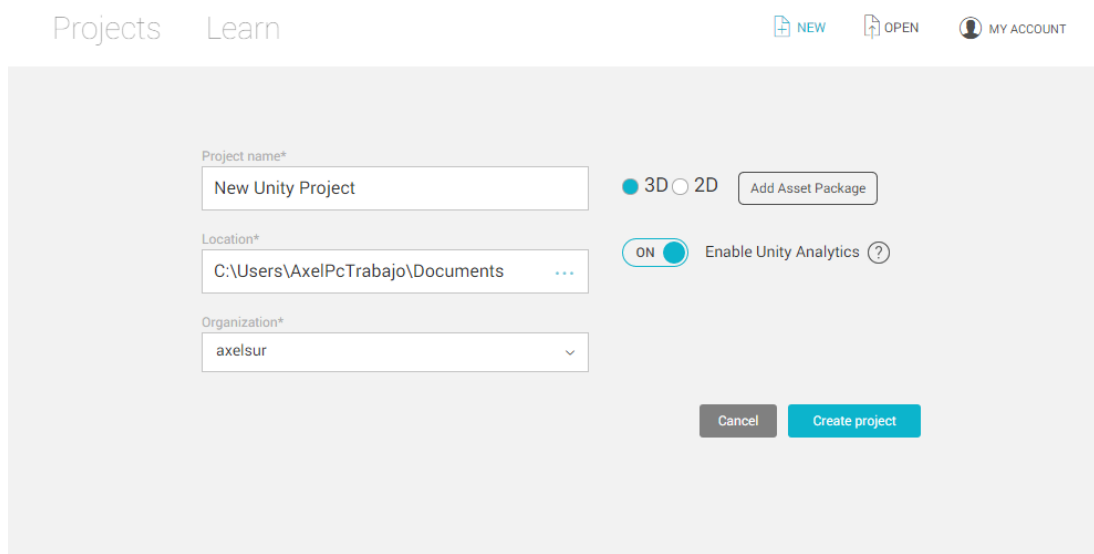 Projects Learn NEW OPEN MY ACCOUNT
Project name*
New Unity Project
3D 2D Add Asset Package
Location*
C:\Users\AxelPcTrabajo\Documents ...
ON Enable Unity Analytics ?
Organization*
axelsur
Cancel Create project